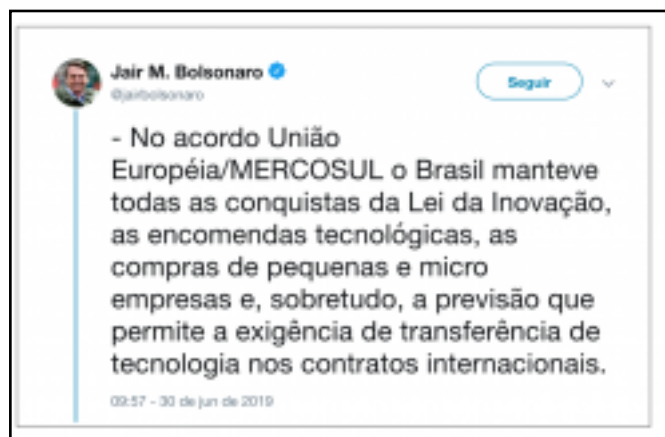 Jair M. Bolsonaro
Seguir
@jairbolsonaro
- No acordo União
Européia/MERCOSUL o Brasil manteve
todas as conquistas da Lei da Inovação,
as encomendas tecnológicas, as
compras de pequenas e micro
empresas e, sobretudo, a previsão que
permite a exigência de transferência de
tecnologia nos contratos internacionais.
09:57 - 30 de jun de 2019